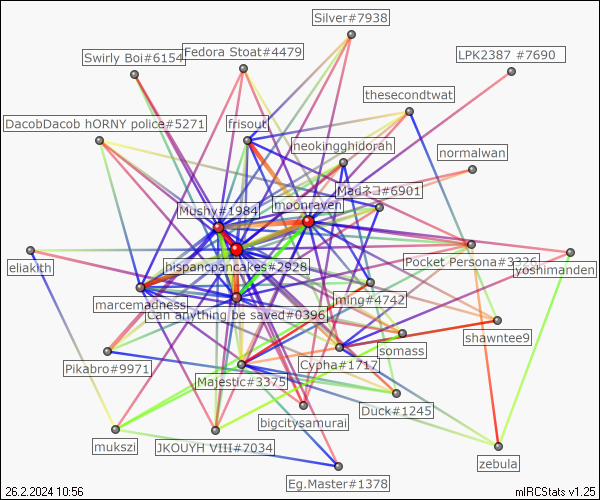 Silver#7938
Swirly Boi#6154
Fedora Stoat#4479
LPK2387 #7690
thesecondtwat
DacobDacob hORNY police#5271
frisout
neokingghidorah
normalwan
Madネコ#6901
Mushy#1984
moonraven
Pocket Persona#3326
eliakith
hispancpancakes#2928
yoshimanden
marcemadness
ming#4742
Can anything be saved#0396
shawntee9
somass
Pikabro#9971
Cypha#1717
Majestic#3375
Duck#1245
bigcitysamurai
mukszi
JKOUYH VIII#7034
zebula
Eg.Master#1378
26.2.2024 10:56
mIRCStats v1.25